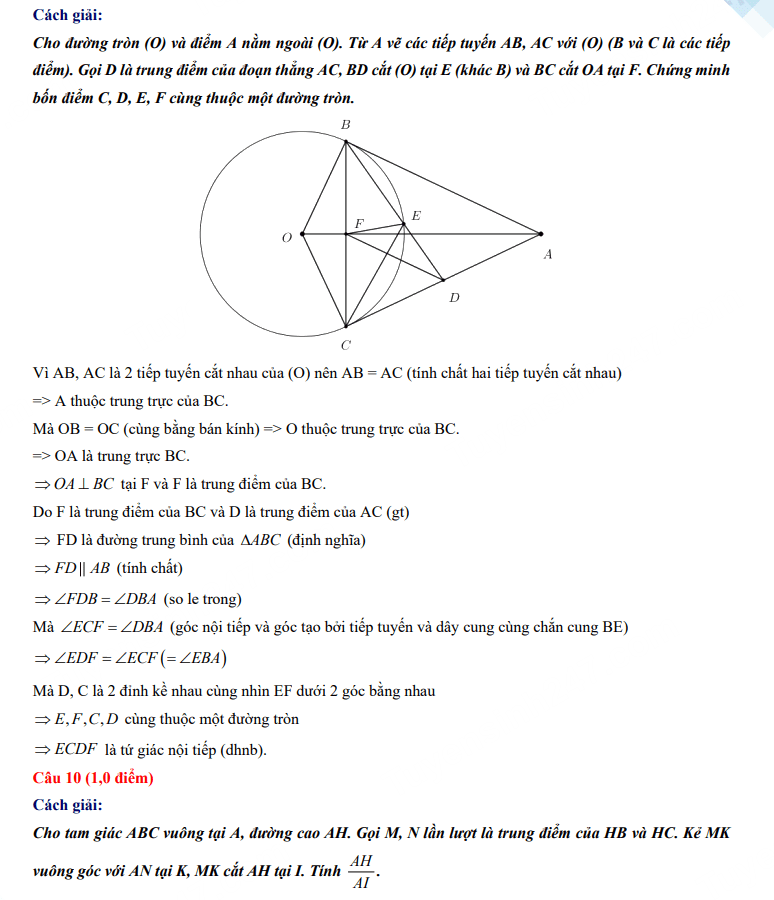 Cách giải:
Cho đường tròn (O) và điểm A nằm ngoài (O). Từ A vẽ các tiếp tuyến AB, AC với (O) (B và C là các tiếp
điểm). Gọi D là trung điểm của đoạn thẳng AC, BD cắt (O) tại E (khác B) và BC cắt OA tại F. Chứng minh
bốn điểm C, D, E, F cùng thuộc một đường tròn.
B
E
F
O
A
D
C
Vì AB, AC là 2 tiếp tuyến cắt nhau của (O) nên AB = AC (tính chất hai tiếp tuyến cắt nhau)
=> A thuộc trung trực của BC.
Mà OB = OC (cùng bằng bán kính) => O thuộc trung trực của BC.
=> OA là trung trực BC.
⇒ OA ⊥ BC tại F và F là trung điểm của BC.
Do F là trung điểm của BC và D là trung điểm của AC (gt)
⇒ FD là đường trung bình của ΔABC (định nghĩa)
⇒ FD || AB (tính chất)
⇒ ∠FDB = ∠DBA (so le trong)
Mà ∠ECF = ∠DBA (góc nội tiếp và góc tạo bởi tiếp tuyến và dây cung cùng chắn cung BE)
⇒ ∠EDF = ∠ECF (= ∠EBA)
Mà D, C là 2 đỉnh kề nhau cùng nhìn EF dưới 2 góc bằng nhau
⇒ E, F, C, D cùng thuộc một đường tròn
⇒ ECDF là tứ giác nội tiếp (dhnb).
Câu 10 (1,0 điểm)
Cách giải:
Cho tam giác ABC vuông tại A, đường cao AH. Gọi M, N lần lượt là trung điểm của HB và HC. Kẻ MK
vuông góc với AN tại K, MK cắt AH tại I. Tính AH/AI.